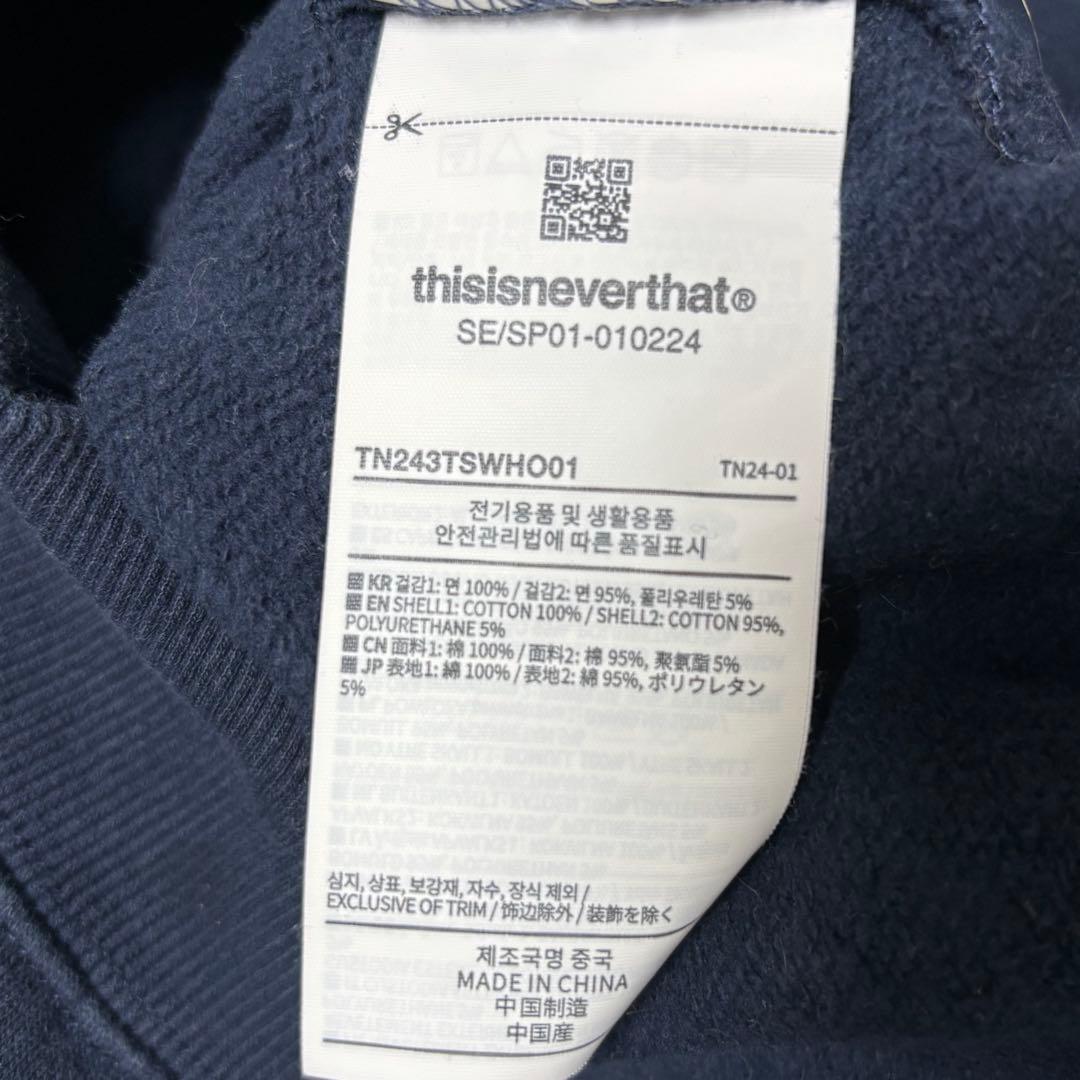 thisisneverthat®
SE/SP01-010224
TN243TSWHO01 TN24-01
전기용품 및 생활용품
안전관리법에 따른 품질표시
KR 겉감1: 면 100% / 겉감2: 면 95%, 폴리우레탄 5%
EN SHELL1: COTTON 100% / SHELL2: COTTON 95%,
POLYURETHANE 5%
CN 面料1: 棉 100% / 面料2: 棉 95%, 聚氨酯 5%
JP 表地1: 綿 100% / 表地2: 綿 95%, ポリウレタン
5%
심지, 상표, 보강재, 자수, 장식 제외 /
EXCLUSIVE OF TRIM / 饰边除外 / 装飾を除く
제조국명 중국
MADE IN CHINA
中国制造
中国産